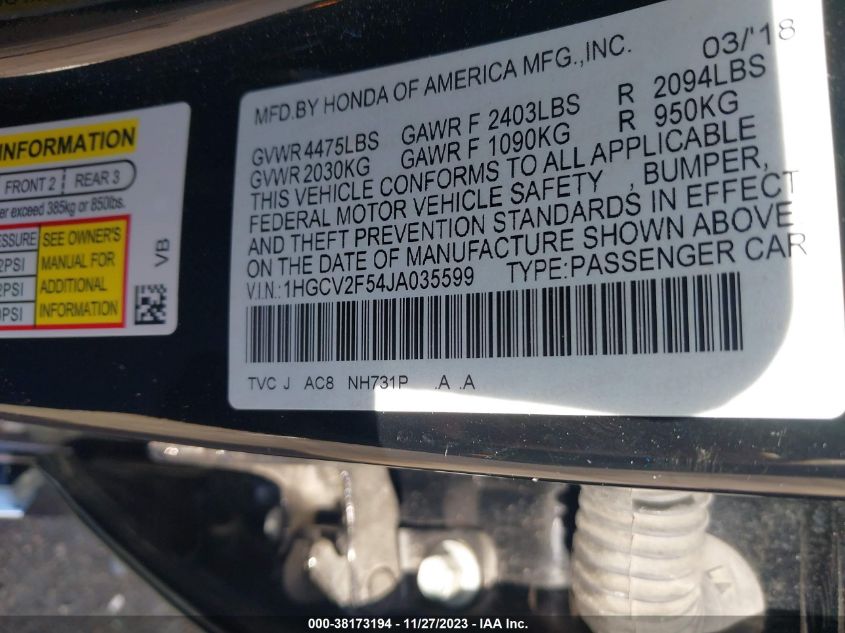 INFORMATION
FRONT 2 REAR 3
er exceed 385kg or 850lbs.
PRESSURE SEE OWNER'S
2PSI MANUAL FOR
2PSI ADDITIONAL
0PSI INFORMATION
VB
MFD.BY HONDA OF AMERICA MFG.,INC. 03/'18
GVWR 4475LBS GAWR F 2403LBS R 2094LBS
GVWR 2030KG GAWR F 1090KG R 950KG
THIS VEHICLE CONFORMS TO ALL APPLICABLE
FEDERAL MOTOR VEHICLE SAFETY , BUMPER,
AND THEFT PREVENTION STANDARDS IN EFFECT
ON THE DATE OF MANUFACTURE SHOWN ABOVE.
V.I.N.:1HGCV2F54JA035599 TYPE:PASSENGER CAR
TVC J AC8 NH731P .A .A
000-38173194 - 11/27/2023 - IAA Inc.